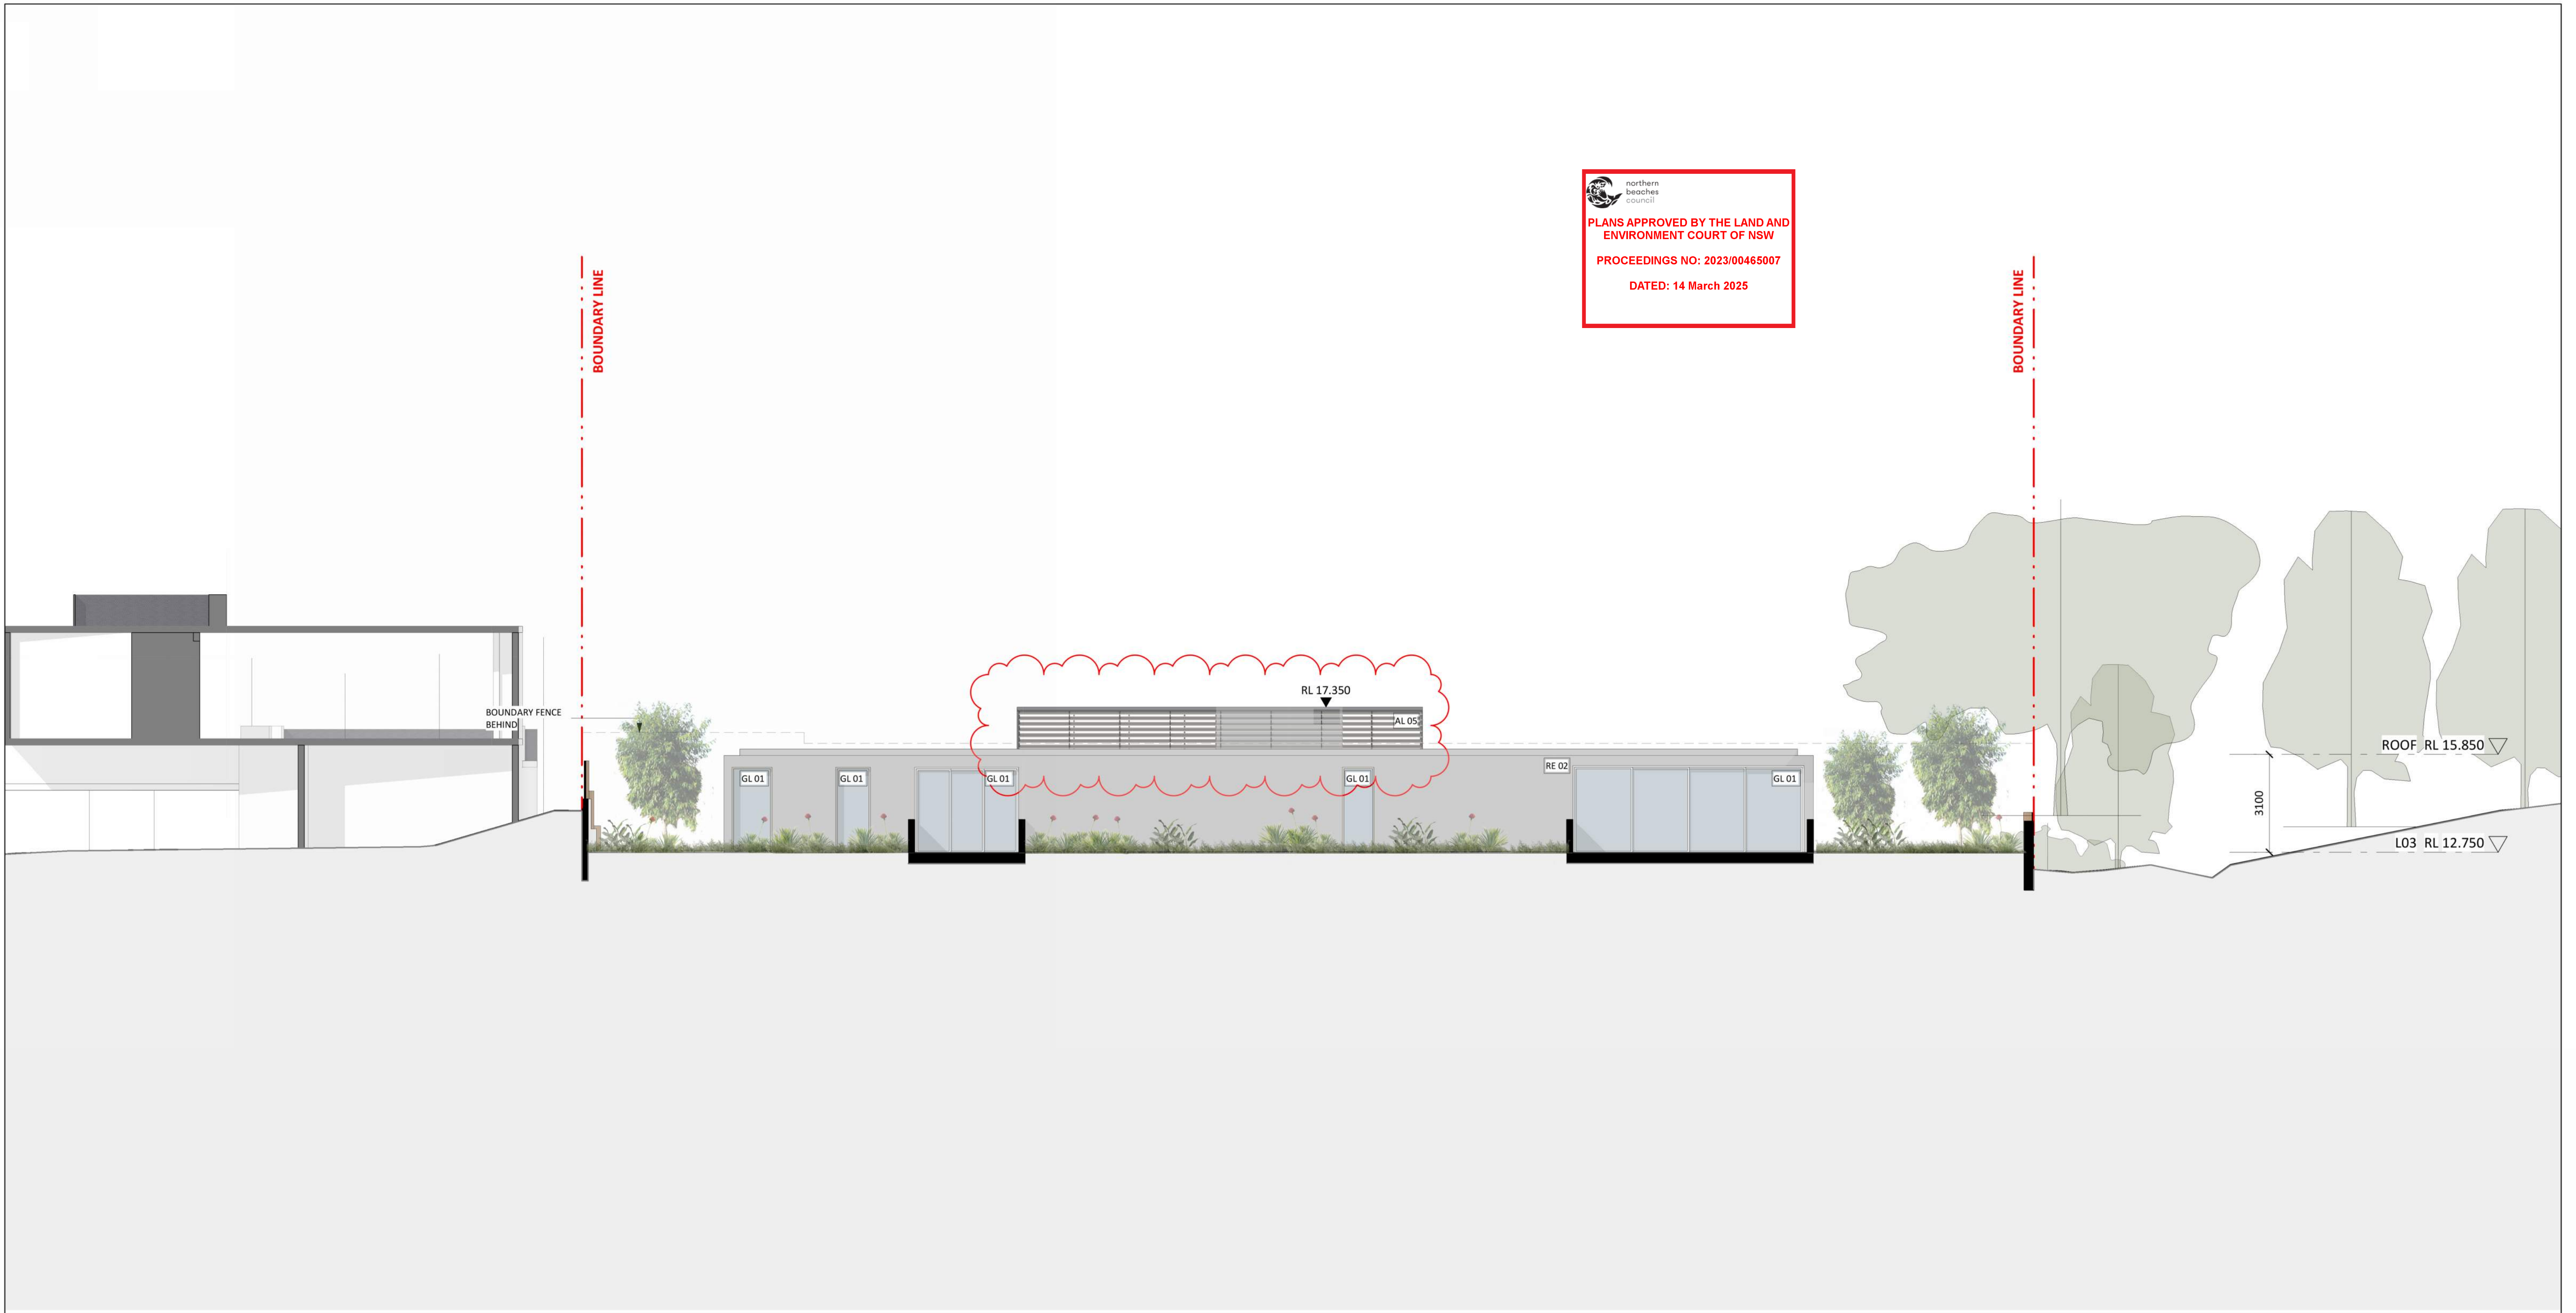 northern
beaches
council
PLANS APPROVED BY THE LAND AND
ENVIRONMENT COURT OF NSW
PROCEEDINGS NO: 2023/00465007
DATED: 14 March 2025
BOUNDARY LINE
BOUNDARY LINE
RL 17.350
AL 05
BOUNDARY FENCE
BEHIND
ROOF RL 15.850
RE 02
GL 01
GL 01
GL 01
GL 01
GL 01
3100
L03 RL 12.750